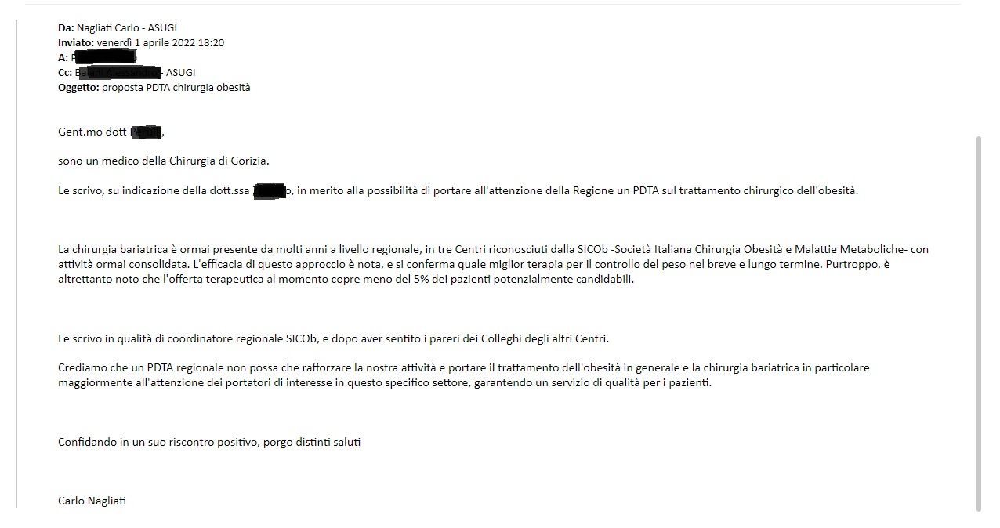 Da: Nagliati Carlo - ASUGI
Inviato: venerdì 1 aprile 2022 18:20
A:
Cc: - ASUGI
Oggetto: proposta PDTA chirurgia obesità
Gent.mo dott ,
sono un medico della Chirurgia di Gorizia.
Le scrivo, su indicazione della dott.ssa , in merito alla possibilità di portare all'attenzione della Regione un PDTA sul trattamento chirurgico dell'obesità.
La chirurgia bariatrica è ormai presente da molti anni a livello regionale, in tre Centri riconosciuti dalla SICOb -Società Italiana Chirurgia Obesità e Malattie Metaboliche- con
attività ormai consolidata. L'efficacia di questo approccio è nota, e si conferma quale miglior terapia per il controllo del peso nel breve e lungo termine. Purtroppo, è
altrettanto noto che l'offerta terapeutica al momento copre meno del 5% dei pazienti potenzialmente candidabili.
Le scrivo in qualità di coordinatore regionale SICOb, e dopo aver sentito i pareri dei Colleghi degli altri Centri.
Crediamo che un PDTA regionale non possa che rafforzare la nostra attività e portare il trattamento dell'obesità in generale e la chirurgia bariatrica in particolare
maggiormente all'attenzione dei portatori di interesse in questo specifico settore, garantendo un servizio di qualità per i pazienti.
Confidando in un suo riscontro positivo, porgo distinti saluti
Carlo Nagliati